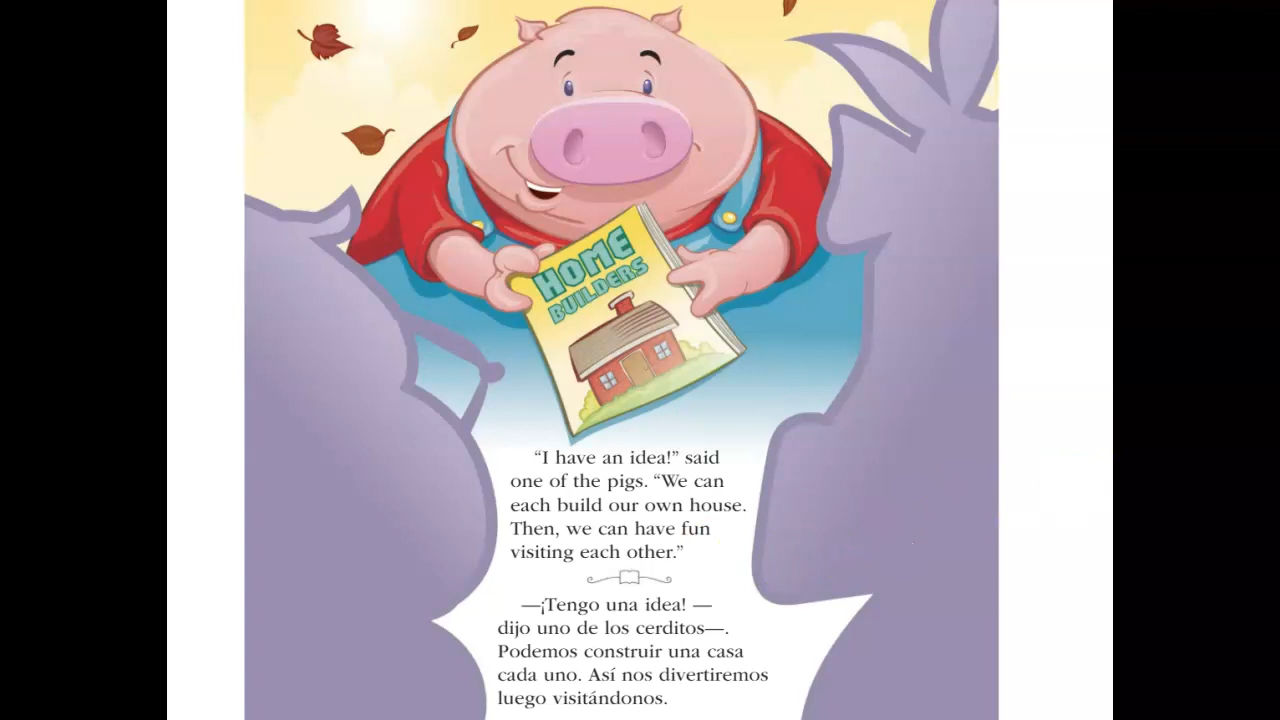 HOME
BUILDERS
“I have an idea!” said
one of the pigs. “We can
each build our own house.
Then, we can have fun
visiting each other.”
—¡Tengo una idea! —
dijo uno de los cerditos—.
Podemos construir una casa
cada uno. Así nos divertiremos
luego visitándonos.